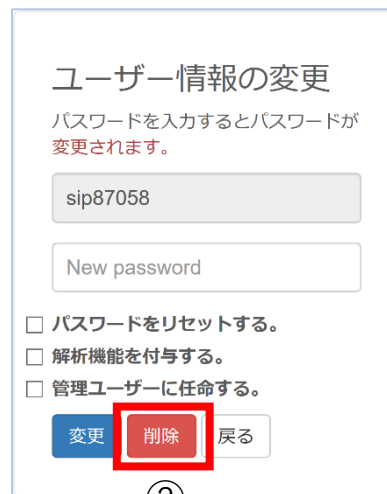 ユーザー情報の変更
パスワードを入力するとパスワードが
変更されます。
sip87058
New password
パスワードをリセットする。
解析機能を付与する。
管理ユーザーに任命する。
変更 削除 戻る